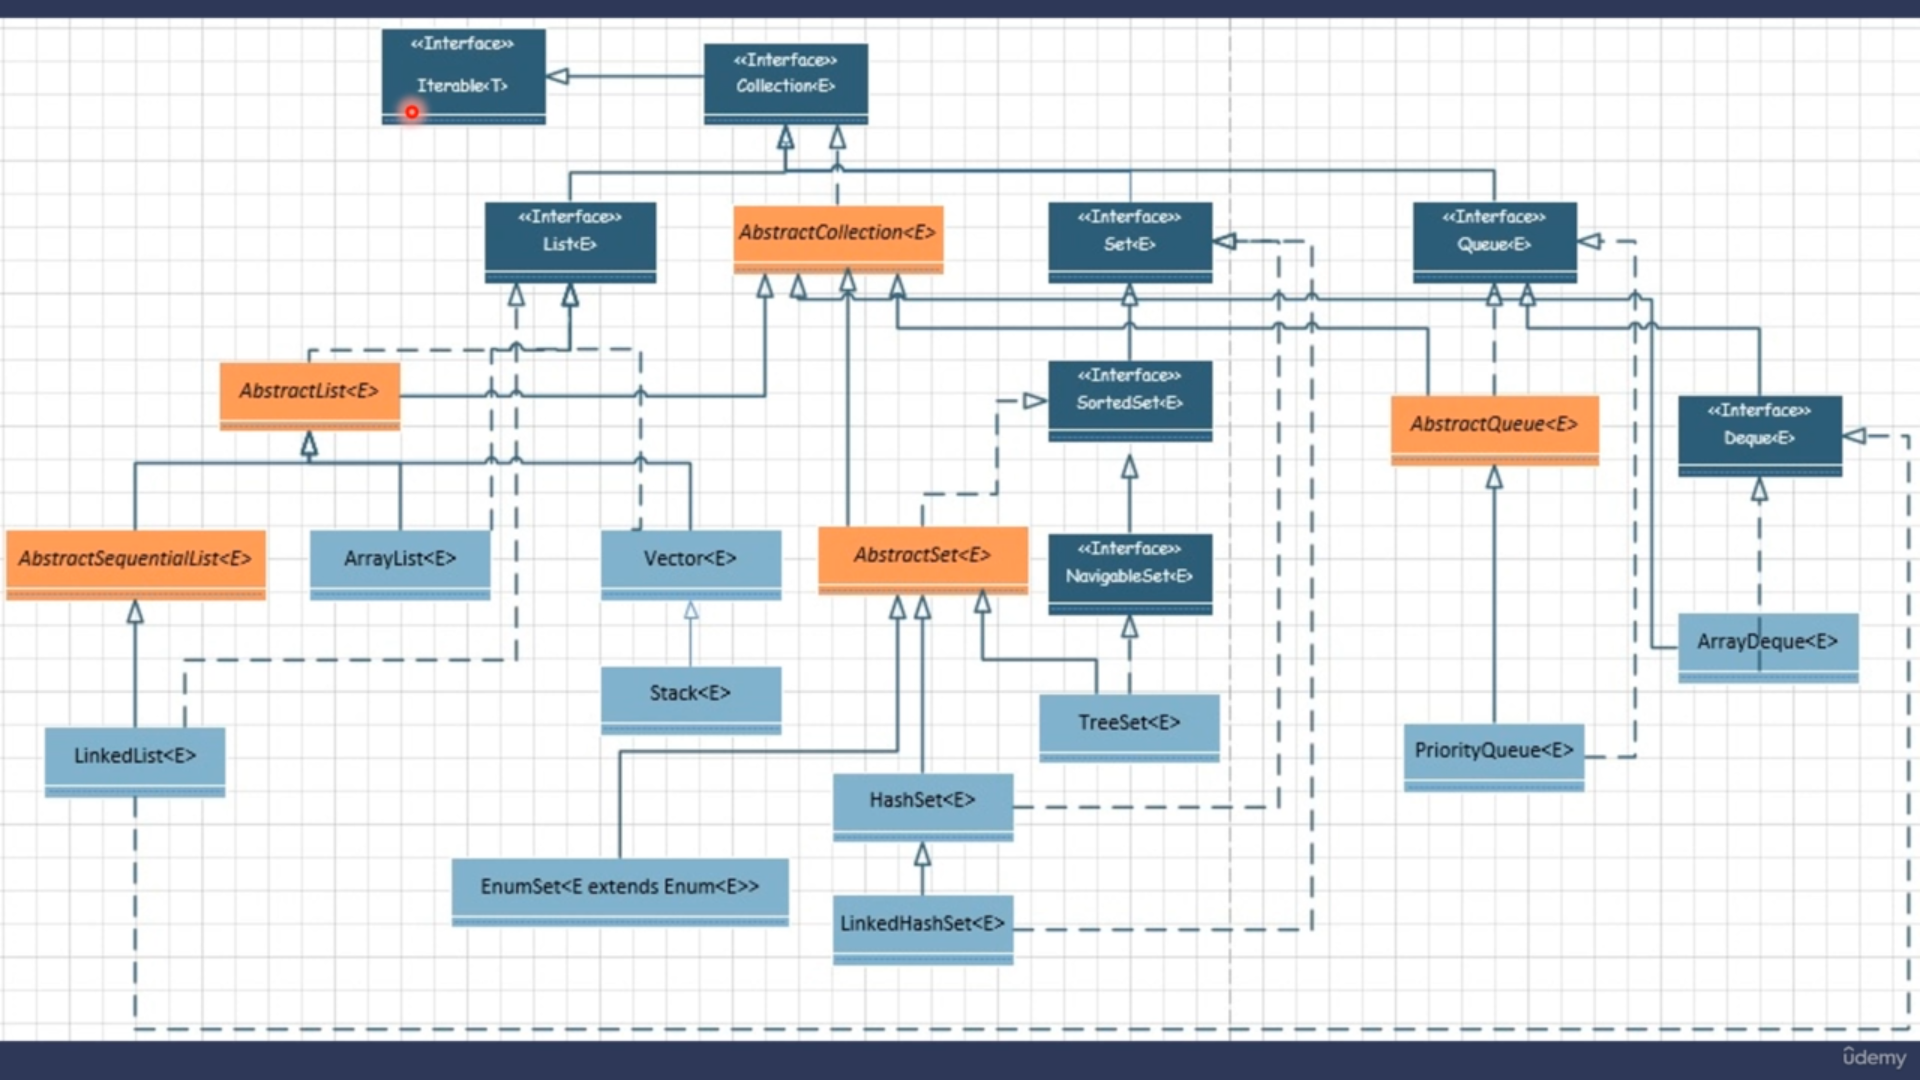 <<Interface>>
Iterable<T>
<<Interface>>
Collection<E>
<<Interface>>
List<E>
AbstractCollection<E>
<<Interface>>
Set<E>
<<Interface>>
Queue<E>
AbstractList<E>
<<Interface>>
SortedSet<E>
AbstractQueue<E>
<<Interface>>
Deque<E>
AbstractSequentialList<E>
ArrayList<E>
Vector<E>
AbstractSet<E>
<<Interface>>
NavigableSet<E>
ArrayDeque<E>
Stack<E>
TreeSet<E>
LinkedList<E>
PriorityQueue<E>
HashSet<E>
EnumSet<E extends Enum<E>>
LinkedHashSet<E>
ûdemy